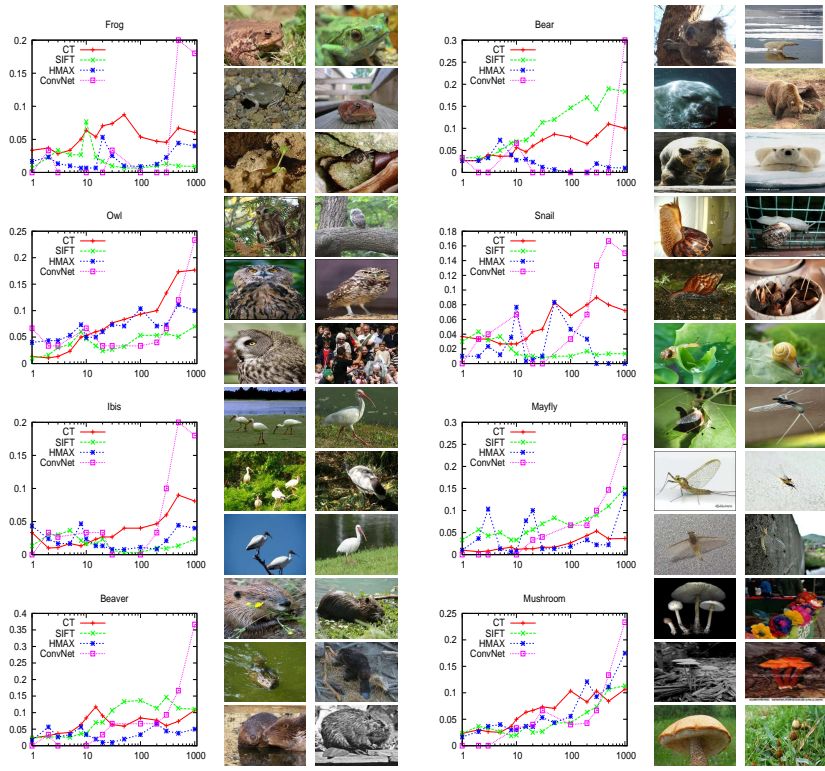 Frog
0.2
0.15
0.1
0.05
0
CT
SIFT
HMAX
ConvNet
1
10
100
1000
Bear
0.3
0.25
0.2
0.15
0.1
0.05
0
CT
SIFT
HMAX
ConvNet
1
10
100
1000
Owl
0.25
0.2
0.15
0.1
0.05
0
CT
SIFT
HMAX
ConvNet
1
10
100
1000
Snail
0.18
0.16
0.14
0.12
0.1
0.08
0.06
0.04
0.02
0
CT
SIFT
HMAX
ConvNet
1
10
100
1000
Ibis
0.2
0.15
0.1
0.05
0
CT
SIFT
HMAX
ConvNet
1
10
100
1000
Mayfly
0.3
0.25
0.2
0.15
0.1
0.05
0
CT
SIFT
HMAX
ConvNet
1
10
100
1000
Beaver
0.4
0.35
0.3
0.25
0.2
0.15
0.1
0.05
0
CT
SIFT
HMAX
ConvNet
1
10
100
1000
Mushroom
0.25
0.2
0.15
0.1
0.05
0
CT
SIFT
HMAX
ConvNet
1
10
100
1000